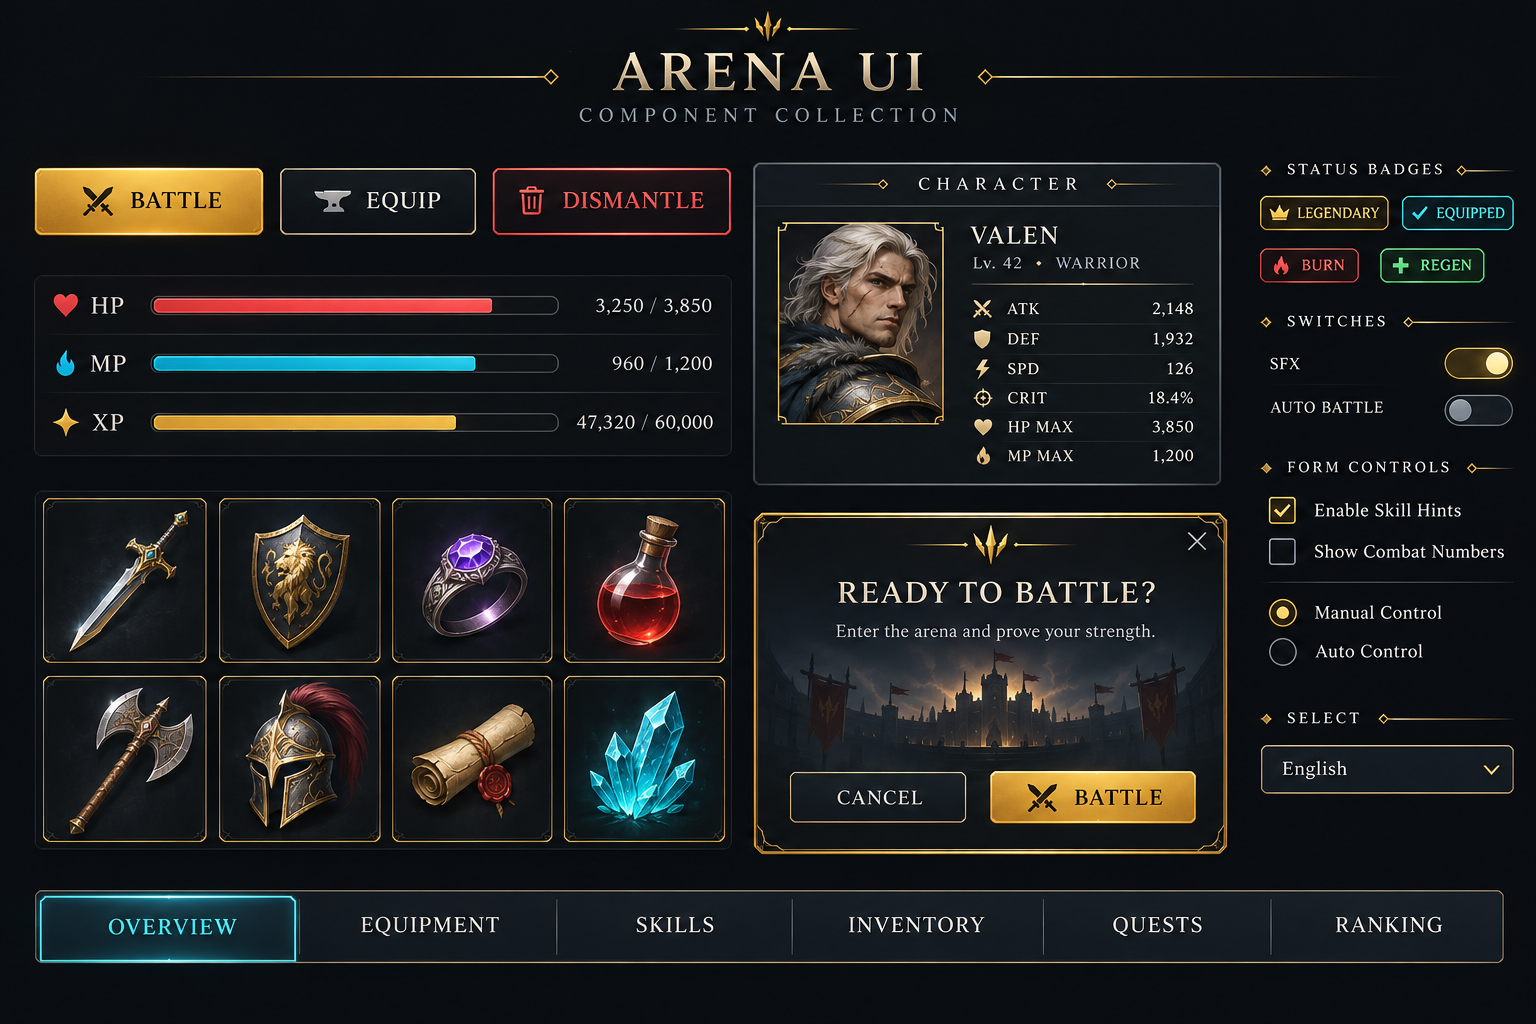 ARENA UI
COMPONENT COLLECTION
BATTLE
EQUIP
DISMANTLE
HP
3,250 / 3,850
MP
960 / 1,200
XP
47,320 / 60,000
CHARACTER
VALEN
Lv. 42 • WARRIOR
ATK 2,148
DEF 1,932
SPD 126
CRIT 18.4%
HP MAX 3,850
MP MAX 1,200
READY TO BATTLE?
Enter the arena and prove your strength.
CANCEL
BATTLE
STATUS BADGES
LEGENDARY
EQUIPPED
BURN
REGEN
SWITCHES
SFX
AUTO BATTLE
FORM CONTROLS
Enable Skill Hints
Show Combat Numbers
Manual Control
Auto Control
SELECT
English
OVERVIEW
EQUIPMENT
SKILLS
INVENTORY
QUESTS
RANKING